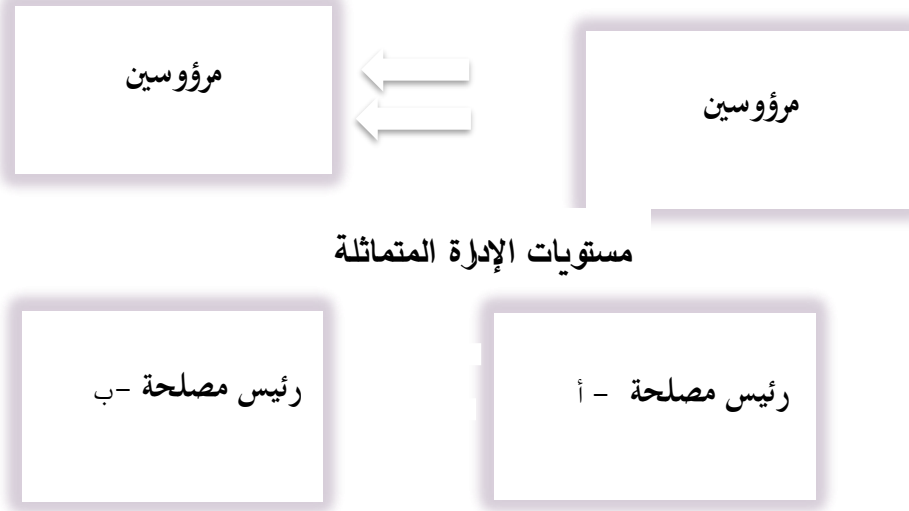 مرؤوسين
مرؤوسين
مستويات الإدارة المتماثلة
رئيس مصلحة - أ
رئيس مصلحة -ب